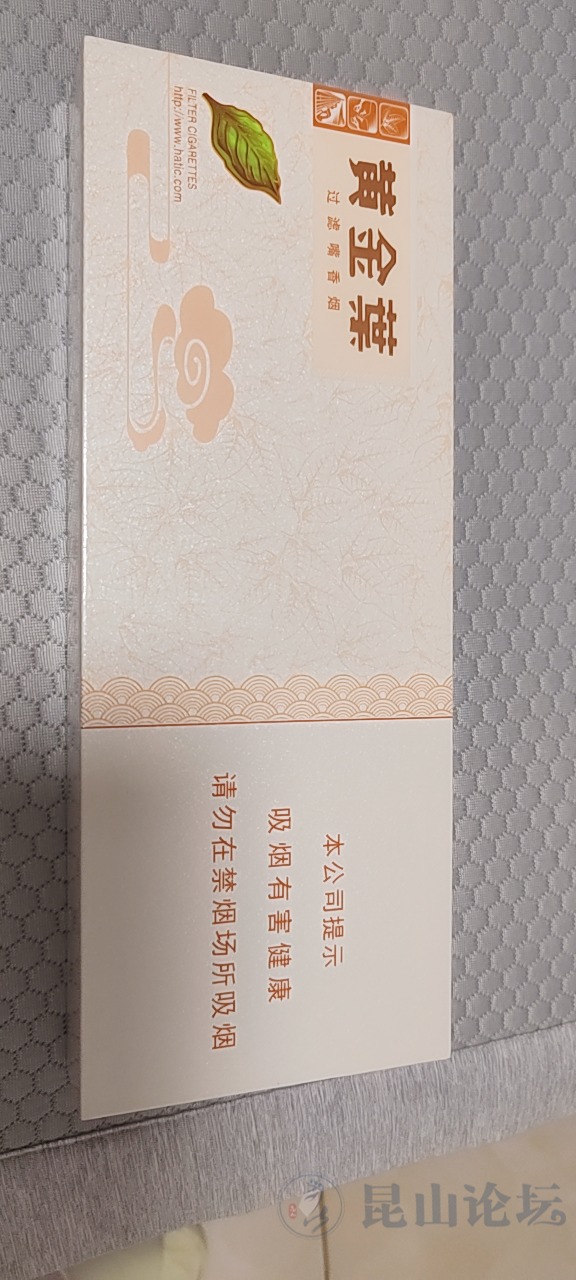 黄金葉
过滤嘴香烟
FILTER CIGARETTES
http://www.hatic.com
本公司提示
吸烟有害健康
请勿在禁烟场所吸烟
昆山论坛